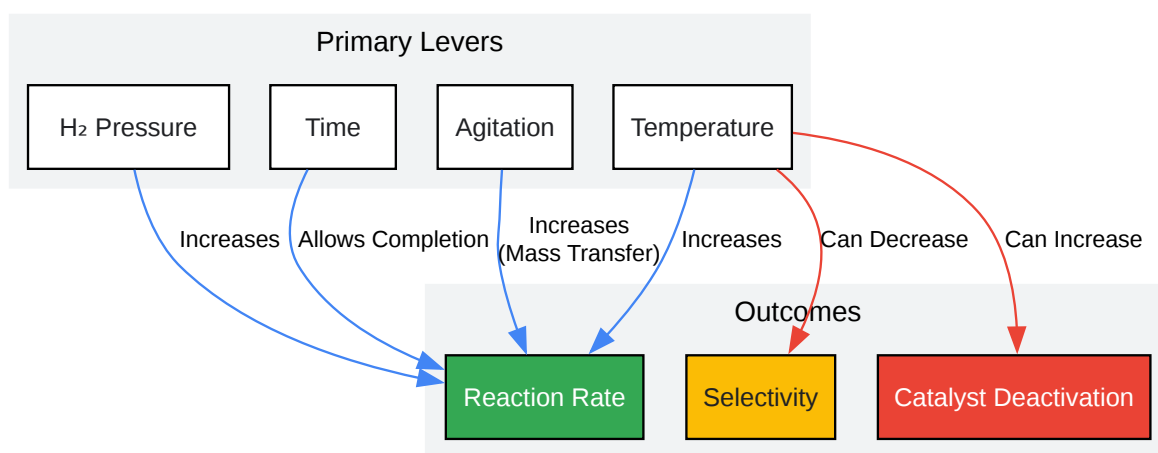 Primary Levers
H₂ Pressure
Time
Agitation
Temperature
Increases
Allows Completion
Increases
(Mass Transfer)
Increases
Can Decrease
Can Increase
Outcomes
Reaction Rate
Selectivity
Catalyst Deactivation